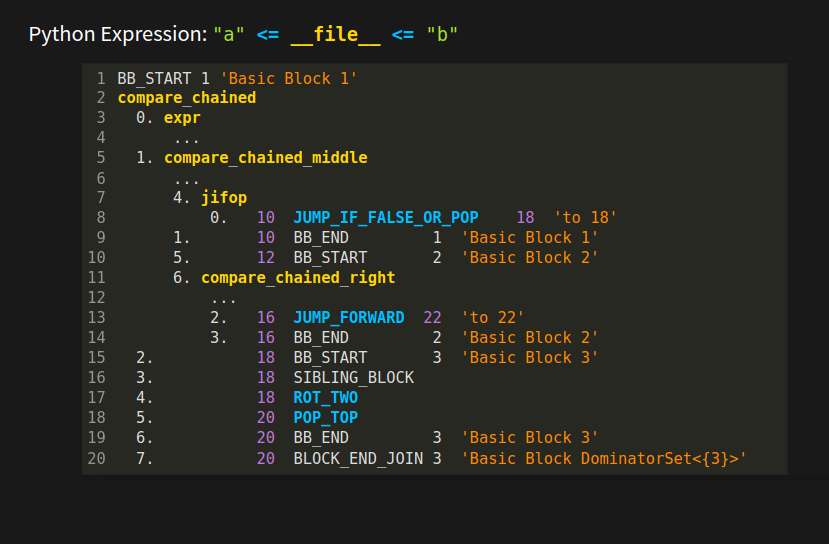 Python Expression: "a" <= __file__ <= "b"
1 BB_START 1 'Basic Block 1'
2 compare_chained
3   0. expr
4       ...
5   1. compare_chained_middle
6       ...
7       4. jifop
8           0.   10  JUMP_IF_FALSE_OR_POP    18  'to 18'
9       1.       10  BB_END         1  'Basic Block 1'
10       5.       12  BB_START       2  'Basic Block 2'
11       6. compare_chained_right
12           ...
13           2.   16  JUMP_FORWARD  22  'to 22'
14           3.   16  BB_END         2  'Basic Block 2'
15   2.           18  BB_START       3  'Basic Block 3'
16   3.           18  SIBLING_BLOCK
17   4.           18  ROT_TWO
18   5.           20  POP_TOP
19   6.           20  BB_END         3  'Basic Block 3'
20   7.           20  BLOCK_END_JOIN 3  'Basic Block DominatorSet<{3}>'